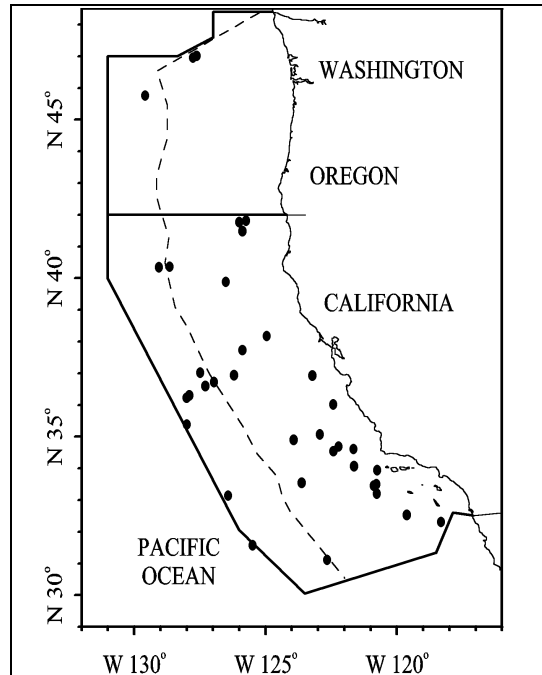 WASHINGTON
N 45°
OREGON
N 40°
CALIFORNIA
N 35°
PACIFIC
OCEAN
N 30°
W 130° W 125° W 120°